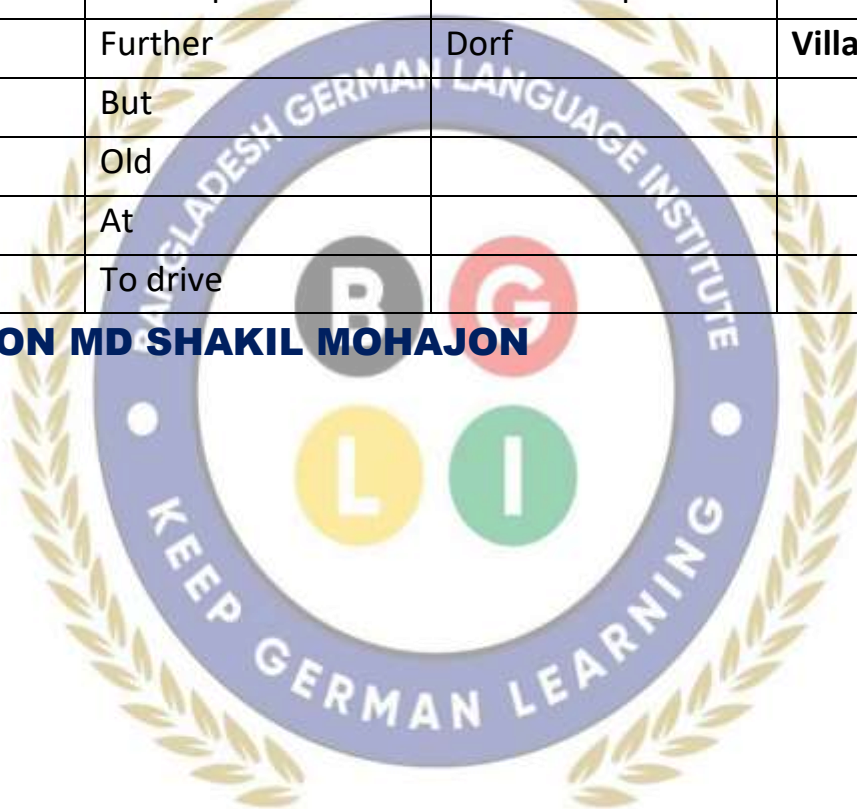 Further Dorf Villa
But
Old
At
To drive
ON MD SHAKIL MOHAJON
BANGLADESH GERMAN LANGUAGE INSTITUTE
B G
L I
KEEP GERMAN LEARNING